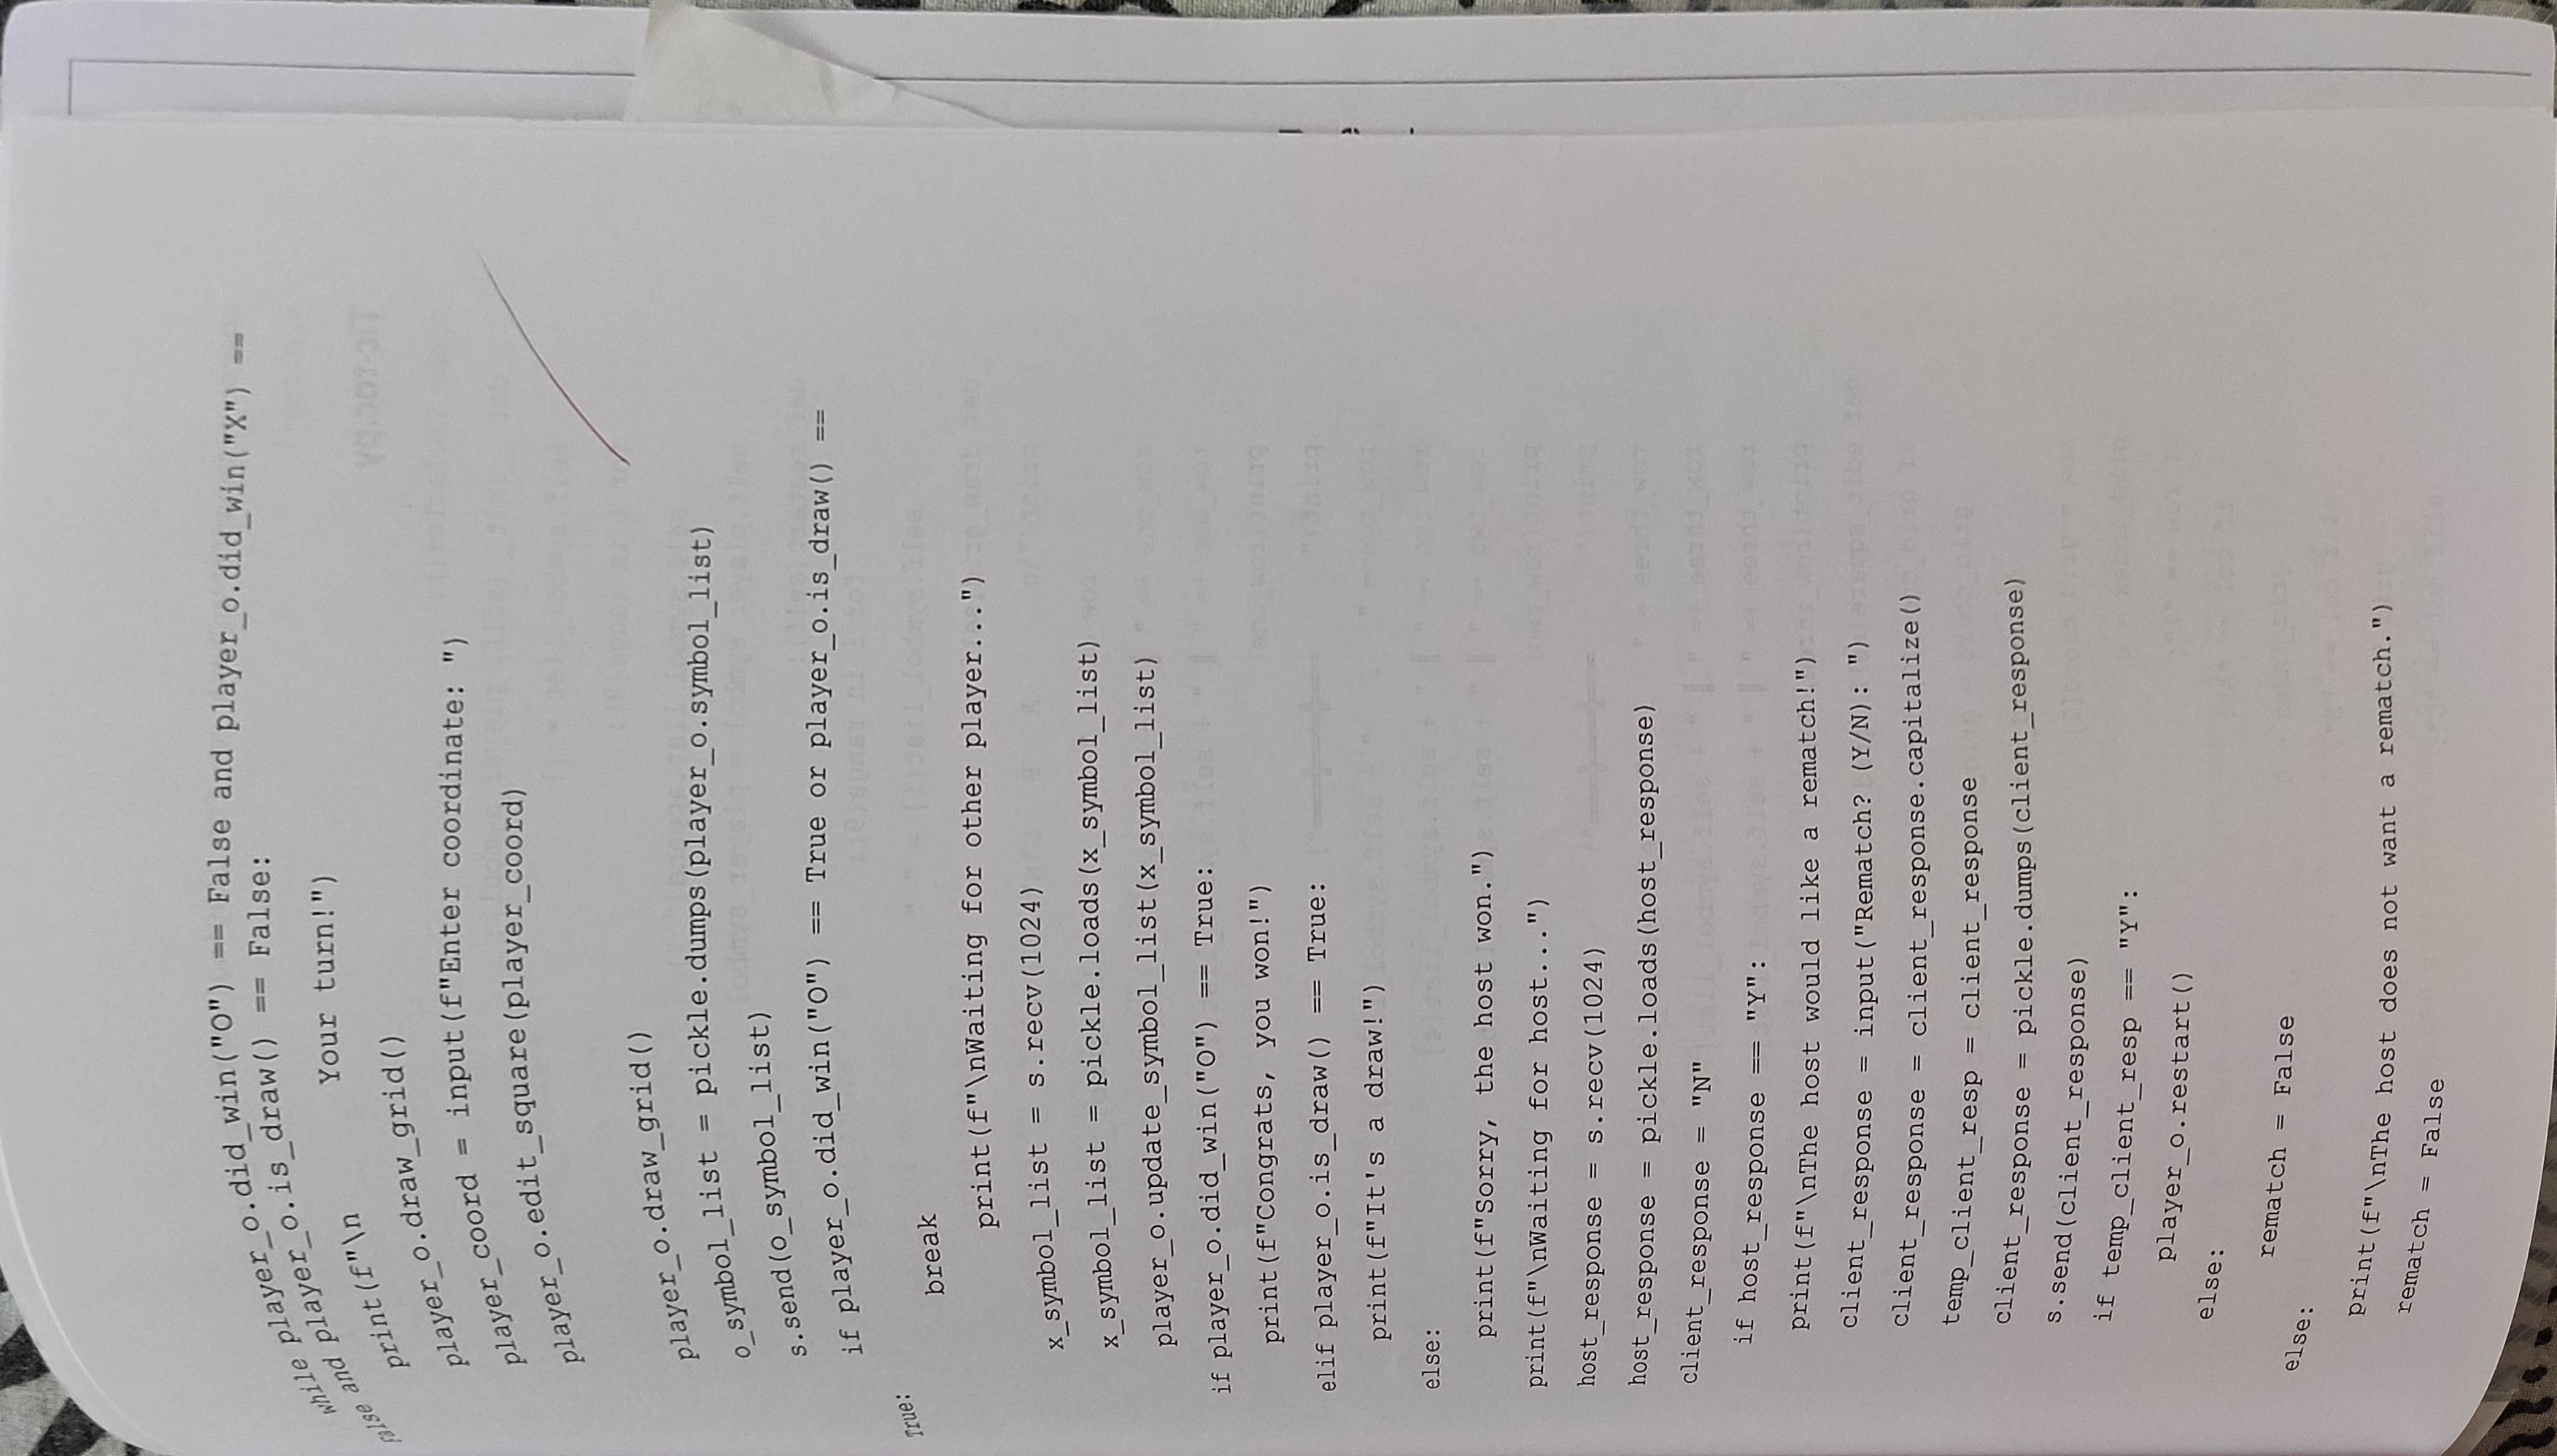 while player_o.did_win("O") == False and player_o.did_win("X") ==
False and player_o.is_draw() == False:
print(f"\n Your turn!")
player_o.draw_grid()
player_coord = input(f"Enter coordinate: ")
player_o.edit_square(player_coord)
player_o.draw_grid()
o_symbol_list = pickle.dumps(player_o.symbol_list)
s.send(o_symbol_list)
if player_o.did_win("O") == True or player_o.is_draw() ==
True:
break
print(f"\nWaiting for other player...")
x_symbol_list = s.recv(1024)
x_symbol_list = pickle.loads(x_symbol_list)
player_o.update_symbol_list(x_symbol_list)
if player_o.did_win("O") == True:
print(f"Congrats, you won!")
elif player_o.is_draw() == True:
print(f"It's a draw!")
else:
print(f"Sorry, the host won.")
print(f"\nWaiting for host...")
host_response = s.recv(1024)
host_response = pickle.loads(host_response)
client_response = "N"
if host_response == "Y":
print(f"\nThe host would like a rematch!")
client_response = input("Rematch? (Y/N): ")
client_response = client_response.capitalize()
temp_client_resp = client_response
client_response = pickle.dumps(client_response)
s.send(client_response)
if temp_client_resp == "Y":
player_o.restart()
else:
rematch = False
else:
print(f"\nThe host does not want a rematch.")
rematch = False